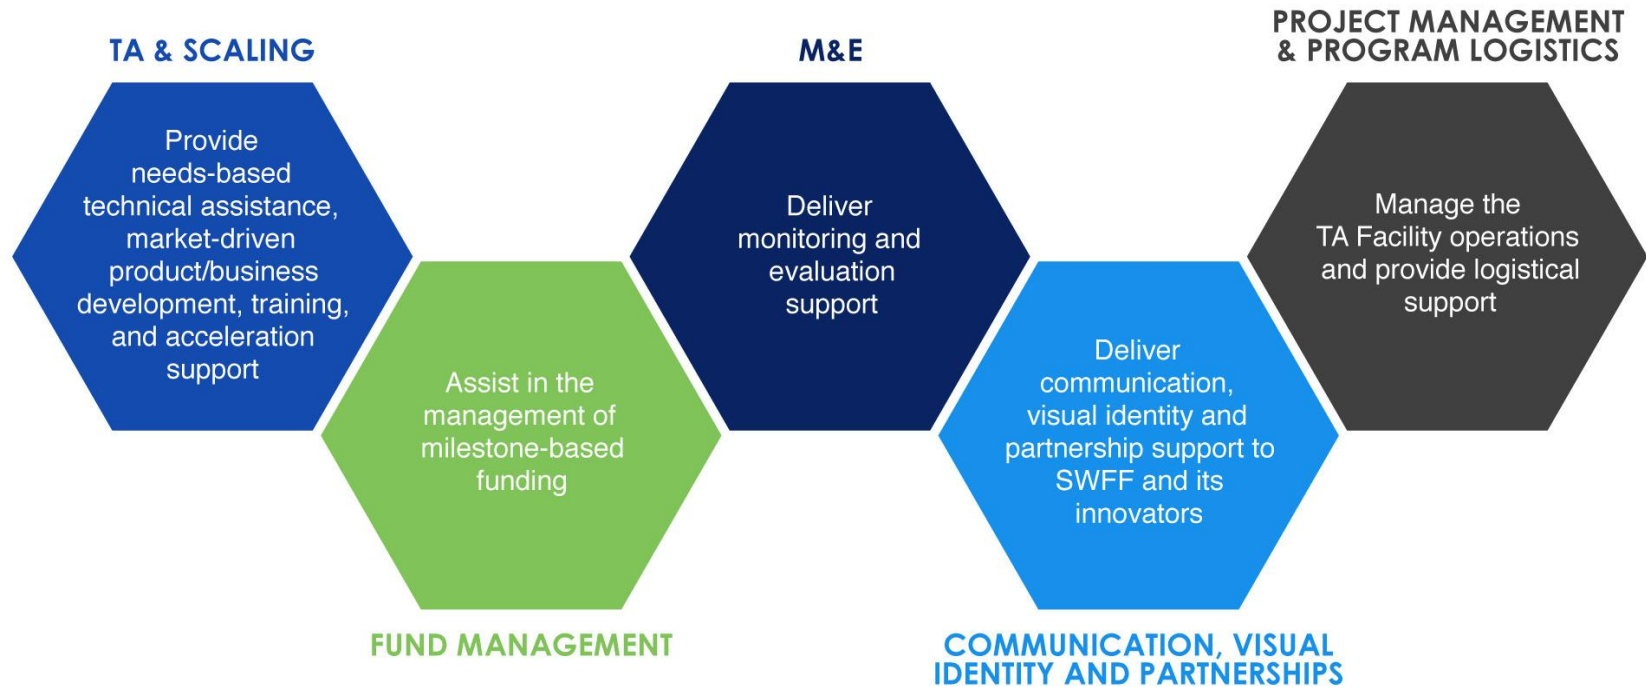 TA & SCALING
Provide
needs-based
technical assistance,
market-driven
product/business
development, training,
and acceleration
support
Assist in the
management of
milestone-based
funding
FUND MANAGEMENT
M&E
Deliver
monitoring and
evaluation
support
Deliver
communication,
visual identity and
partnership support to
SWFF and its
innovators
COMMUNICATION, VISUAL
IDENTITY AND PARTNERSHIPS
PROJECT MANAGEMENT
& PROGRAM LOGISTICS
Manage the
TA Facility operations
and provide logistical
support